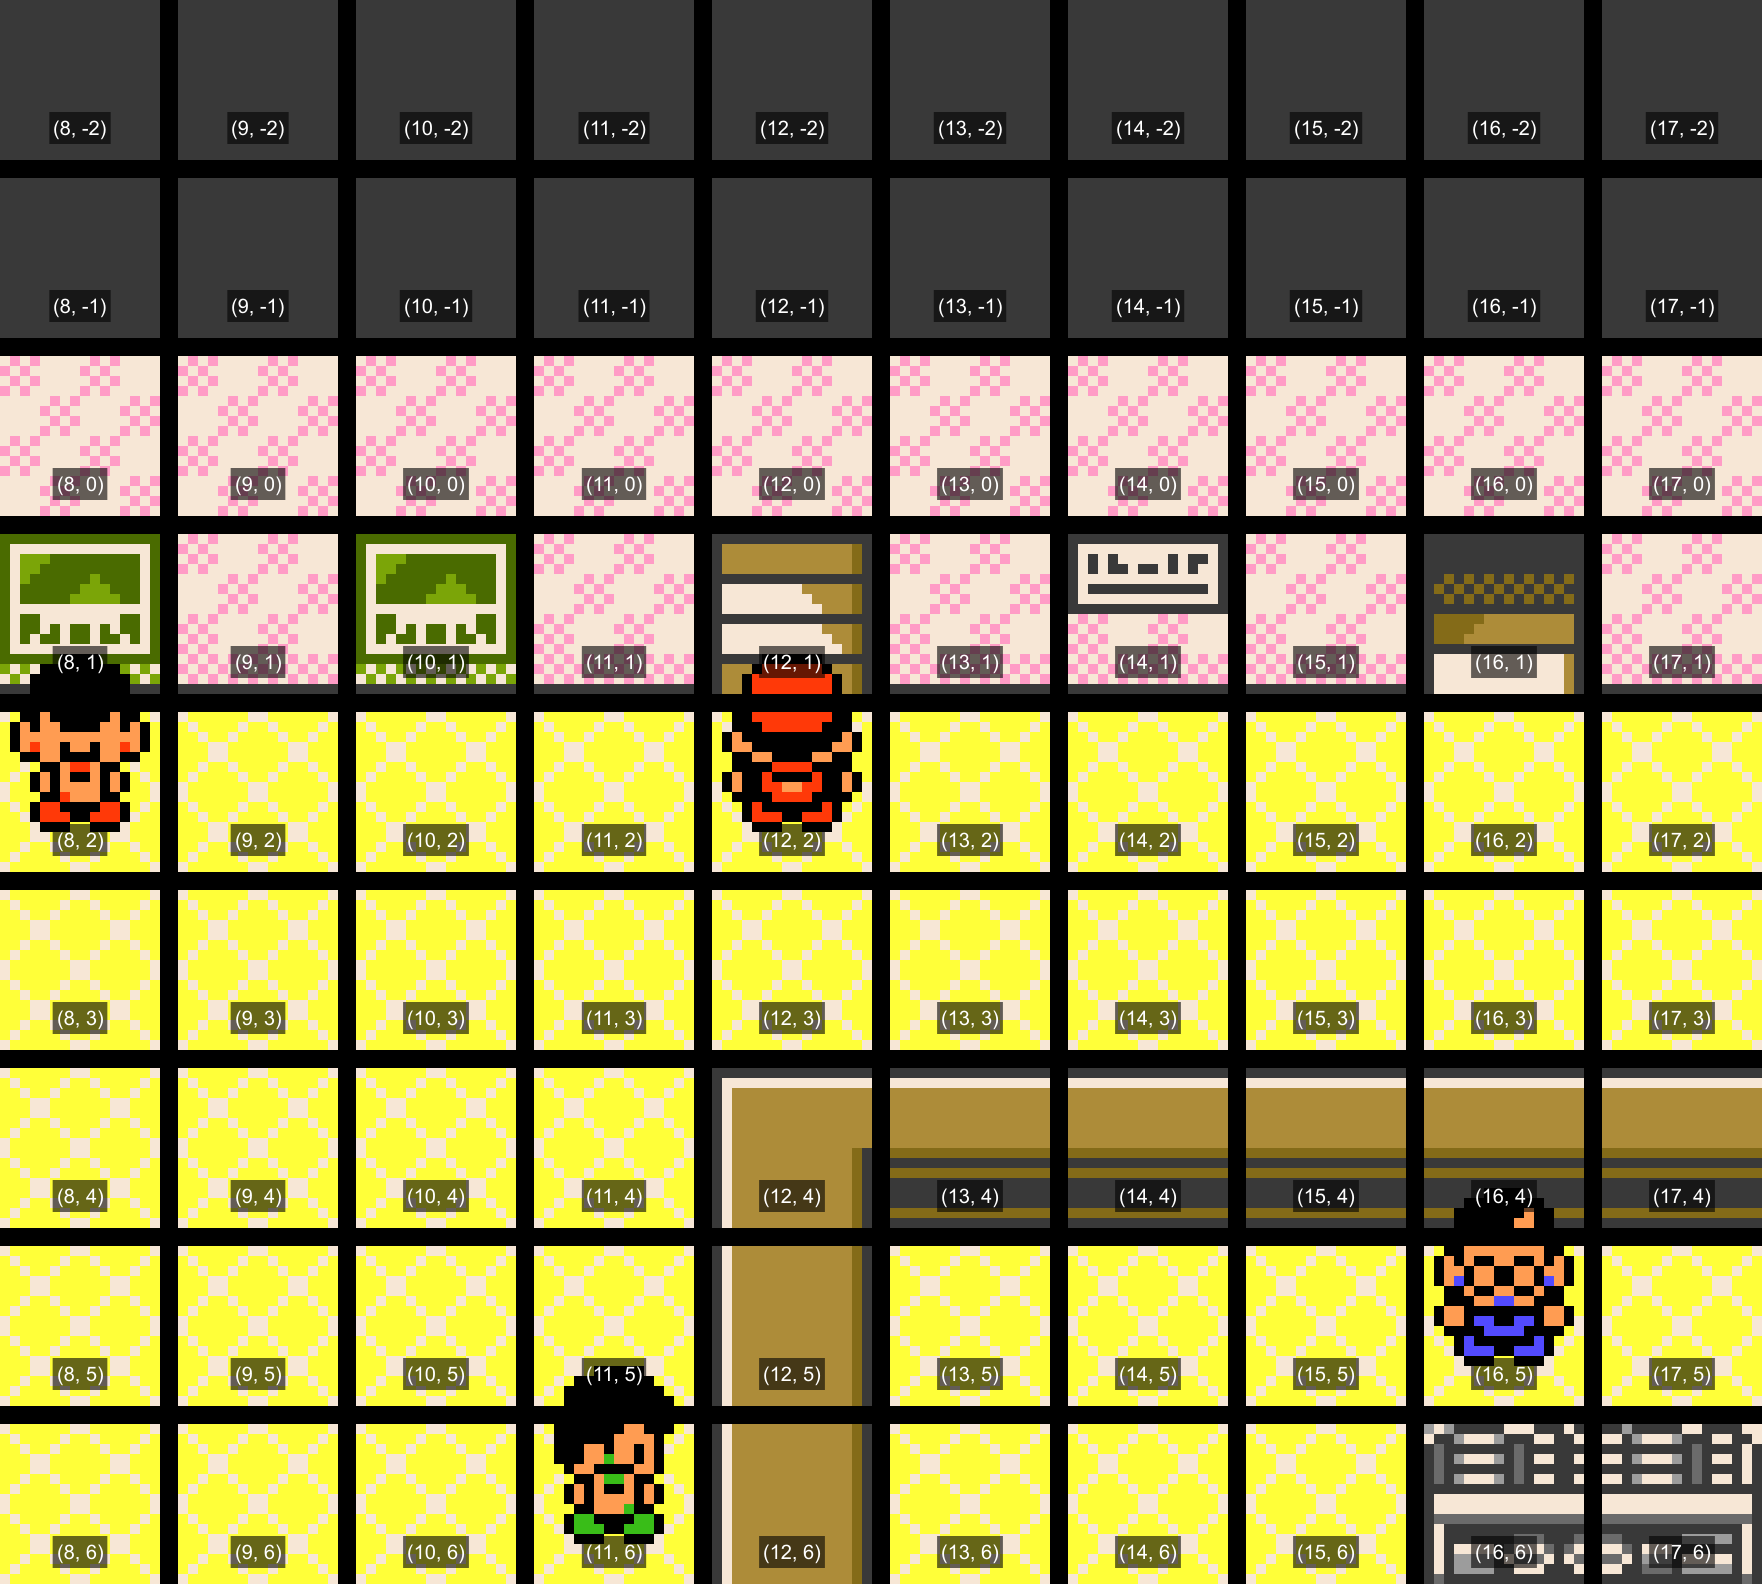 (8, -2) (9, -2) (10, -2) (11, -2) (12, -2) (13, -2) (14, -2) (15, -2) (16, -2) (17, -2)
(8, -1) (9, -1) (10, -1) (11, -1) (12, -1) (13, -1) (14, -1) (15, -1) (16, -1) (17, -1)
(8, 0) (9, 0) (10, 0) (11, 0) (12, 0) (13, 0) (14, 0) (15, 0) (16, 0) (17, 0)
(8, 1) (9, 1) (10, 1) (11, 1) (12, 1) (13, 1) (14, 1) (15, 1) (16, 1) (17, 1)
(8, 2) (9, 2) (10, 2) (11, 2) (12, 2) (13, 2) (14, 2) (15, 2) (16, 2) (17, 2)
(8, 3) (9, 3) (10, 3) (11, 3) (12, 3) (13, 3) (14, 3) (15, 3) (16, 3) (17, 3)
(8, 4) (9, 4) (10, 4) (11, 4) (12, 4) (13, 4) (14, 4) (15, 4) (16, 4) (17, 4)
(8, 5) (9, 5) (10, 5) (11, 5) (12, 5) (13, 5) (14, 5) (15, 5) (16, 5) (17, 5)
(8, 6) (9, 6) (10, 6) (11, 6) (12, 6) (13, 6) (14, 6) (15, 6) (16, 6) (17, 6)